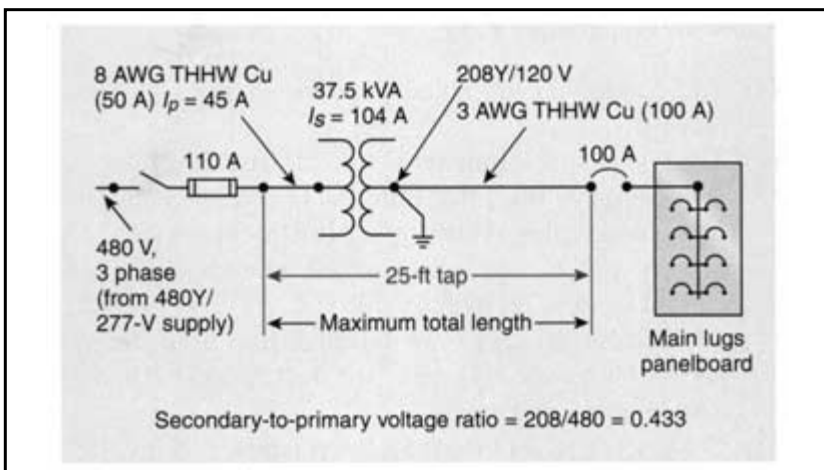 8 AWG THHW Cu
(50 A) Ip = 45 A
37.5 kVA
Is = 104 A
208Y/120 V
3 AWG THHW Cu (100 A)
110 A
100 A
480 V,
3 phase
(from 480Y/
277-V supply)
25-ft tap
Maximum total length
Main lugs
panelboard
Secondary-to-primary voltage ratio = 208/480 = 0.433